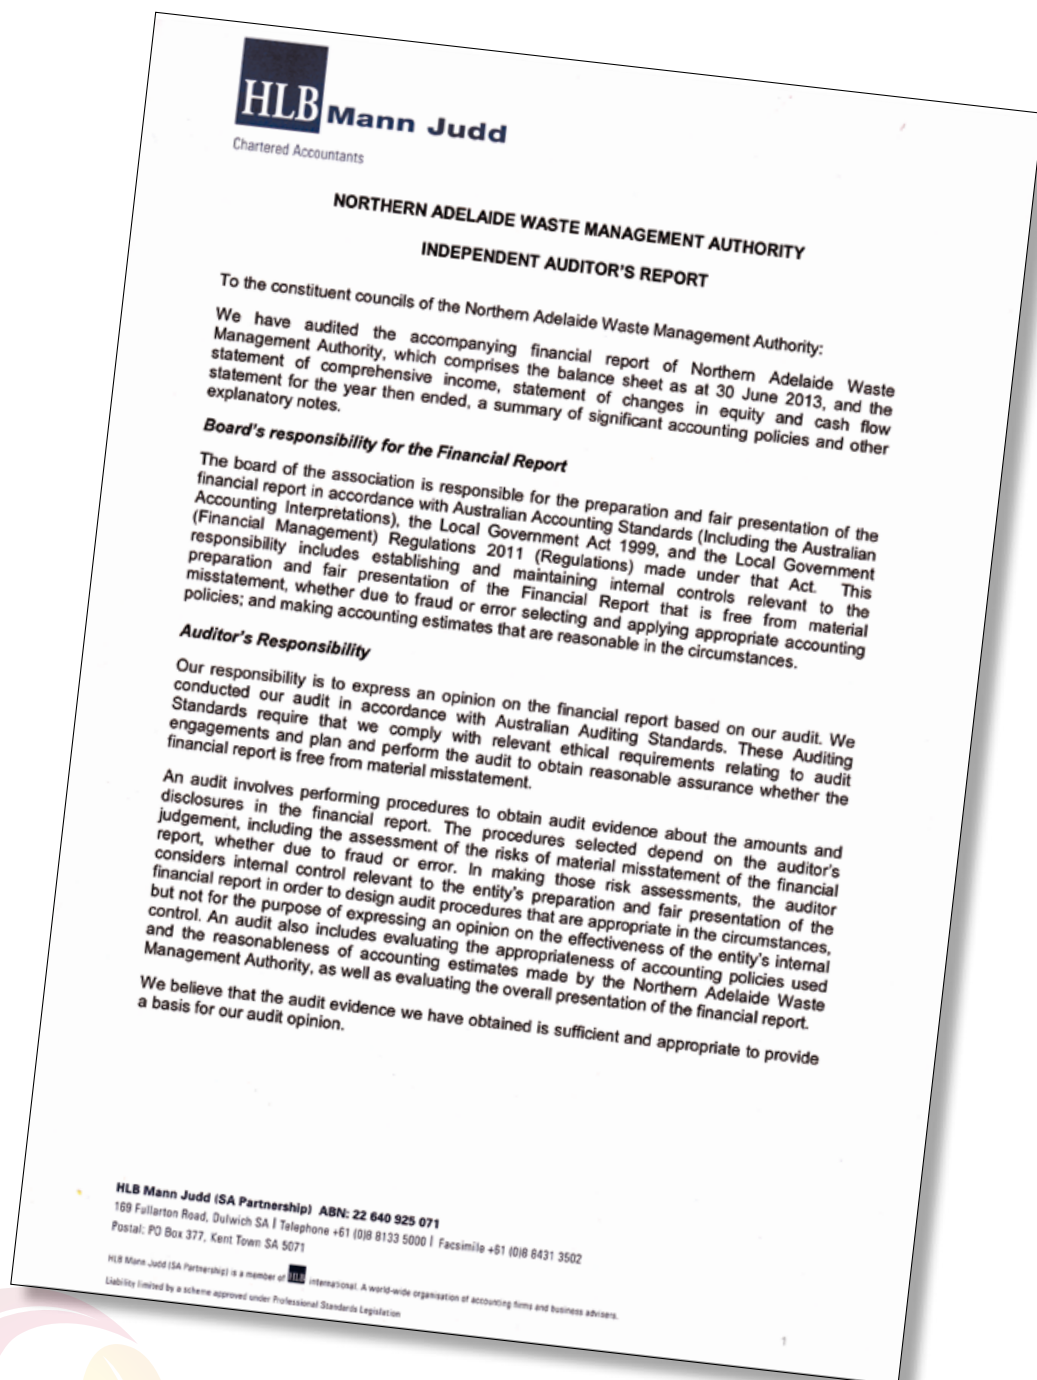 HLB Mann Judd
Chartered Accountants
NORTHERN ADELAIDE WASTE MANAGEMENT AUTHORITY
INDEPENDENT AUDITOR'S REPORT
To the constituent councils of the Northern Adelaide Waste Management Authority:
We have audited the accompanying financial report of Northern Adelaide Waste
Management Authority, which comprises the balance sheet as at 30 June 2013, and the
statement of comprehensive income, statement of changes in equity and cash flow
statement for the year then ended, a summary of significant accounting policies and other
explanatory notes.
Board's responsibility for the Financial Report
The board of the association is responsible for the preparation and fair presentation of the
financial report in accordance with Australian Accounting Standards (Including the Australian
Accounting Interpretations), the Local Government Act 1999, and the Local Government
(Financial Management) Regulations 2011 (Regulations) made under that Act. This
responsibility includes establishing and maintaining internal controls relevant to the
preparation and fair presentation of the Financial Report that is free from material
misstatement, whether due to fraud or error selecting and applying appropriate accounting
policies; and making accounting estimates that are reasonable in the circumstances.
Auditor's Responsibility
Our responsibility is to express an opinion on the financial report based on our audit. We
conducted our audit in accordance with Australian Auditing Standards. These Auditing
Standards require that we comply with relevant ethical requirements relating to audit
engagements and plan and perform the audit to obtain reasonable assurance whether the
financial report is free from material misstatement.
An audit involves performing procedures to obtain audit evidence about the amounts and
disclosures in the financial report. The procedures selected depend on the auditor's
judgement, including the assessment of the risks of material misstatement of the financial
report, whether due to fraud or error. In making those risk assessments, the auditor
considers internal control relevant to the entity's preparation and fair presentation of the
financial report in order to design audit procedures that are appropriate in the circumstances,
but not for the purpose of expressing an opinion on the effectiveness of the entity's internal
control. An audit also includes evaluating the appropriateness of accounting policies used
and the reasonableness of accounting estimates made by the Northern Adelaide Waste
Management Authority, as well as evaluating the overall presentation of the financial report.
We believe that the audit evidence we have obtained is sufficient and appropriate to provide
a basis for our audit opinion.
HLB Mann Judd (SA Partnership) ABN: 22 640 925 071
169 Fullarton Road, Dulwich SA | Telephone +61 (0)8 8133 5000 | Facsimile +61 (0)8 8431 3502
Postal: PO Box 377, Kent Town SA 5071
HLB Mann Judd (SA Partnership) is a member of HLB International. A world-wide organisation of accounting firms and business advisers.
Liability limited by a scheme approved under Professional Standards Legislation
1